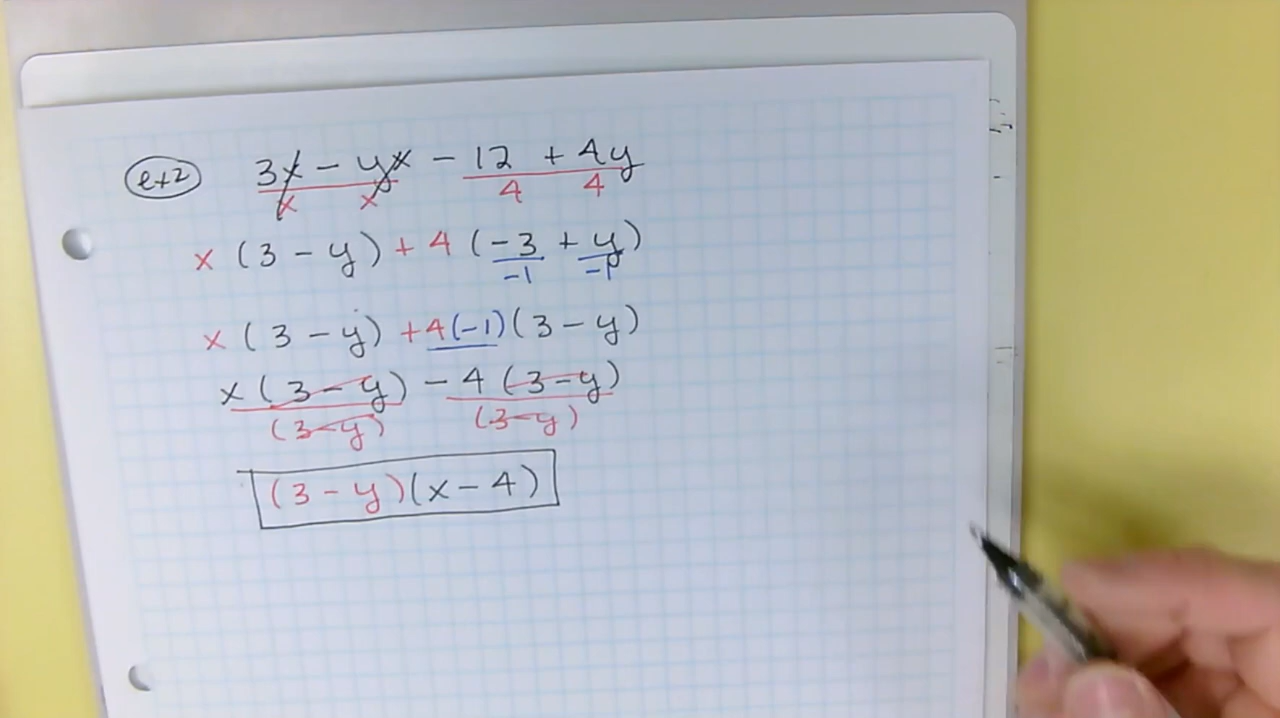 ex2 3x - yx - 12 + 4y
x x 4 4
x (3 - y) + 4 (-3 + y)
-1 -1
x (3 - y) + 4(-1)(3 - y)
x (3 - y) - 4 (3 - y)
(3 - y) (3 - y)
(3 - y)(x - 4)